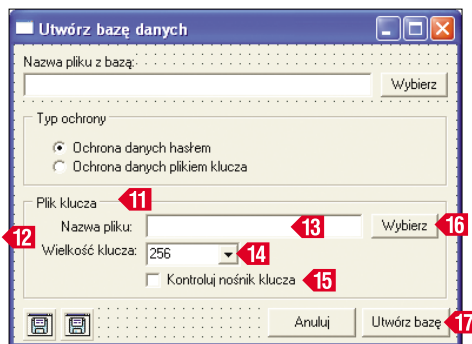 Utwórz bazę danych
Nazwa pliku z bazą:
Wybierz
Typ ochrony
Ochrona danych hasłem
Ochrona danych plikiem klucza
Plik klucza 11
12
Nazwa pliku: 13 Wybierz 16
Wielkość klucza: 256 14
Kontroluj nośnik klucza 15
Anuluj Utwórz bazę 17